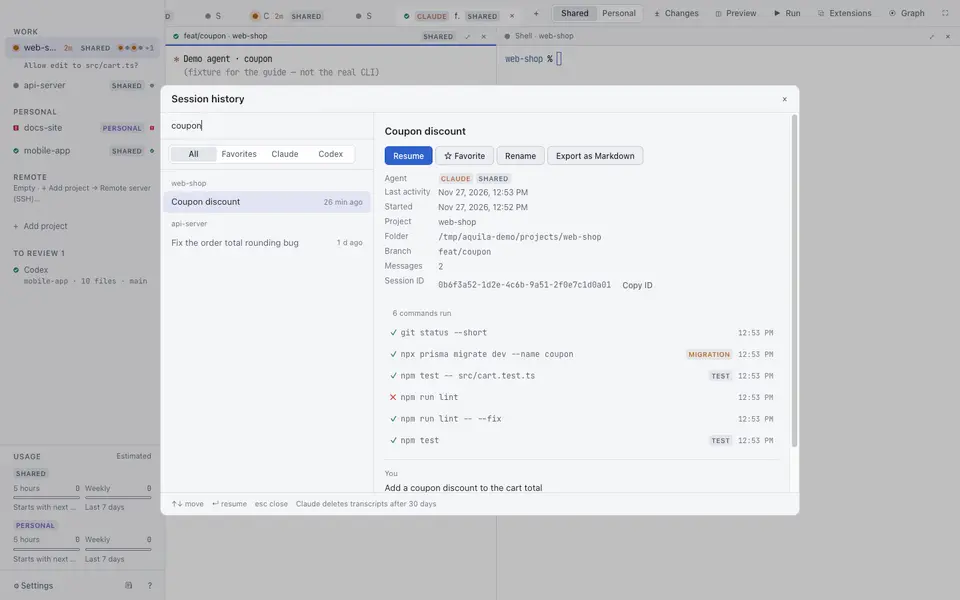 S
C 2m SHARED
S
CLAUDE f. SHARED ×
+
Shared Personal
Changes
Preview
Run
Extensions
Graph
WORK
web-s... 2m SHARED +1
Allow edit to src/cart.ts?
api-server SHARED
PERSONAL
docs-site PERSONAL
mobile-app SHARED
REMOTE
Empty · + Add project → Remote server
(SSH)...
+ Add project
TO REVIEW 1
Codex
mobile-app · 10 files · main
USAGE Estimated
SHARED
5 hours 0 Weekly 0
Starts with next ... Last 7 days
PERSONAL
5 hours 0 Weekly 0
Starts with next ... Last 7 days
Settings ?
feat/coupon · web-shop SHARED ×
* Demo agent · coupon
(fixture for the guide — not the real CLI)
Shell · web-shop ×
web-shop %
Session history ×
coupon
All Favorites Claude Codex
web-shop
Coupon discount 26 min ago
api-server
Fix the order total rounding bug 1 d ago
Coupon discount
Resume ☆ Favorite Rename Export as Markdown
Agent CLAUDE SHARED
Last activity Nov 27, 2026, 12:53 PM
Started Nov 27, 2026, 12:52 PM
Project web-shop
Folder /tmp/aquila-demo/projects/web-shop
Branch feat/coupon
Messages 2
Session ID 0b6f3a52-1d2e-4c6b-9a51-2f0e7c1d0a01 Copy ID
6 commands run
✓ git status --short 12:53 PM
✓ npx prisma migrate dev --name coupon MIGRATION 12:53 PM
✓ npm test -- src/cart.test.ts TEST 12:53 PM
✕ npm run lint 12:53 PM
✓ npm run lint -- --fix 12:53 PM
✓ npm test TEST 12:53 PM
You
Add a coupon discount to the cart total
↑↓ move ↩ resume esc close Claude deletes transcripts after 30 days